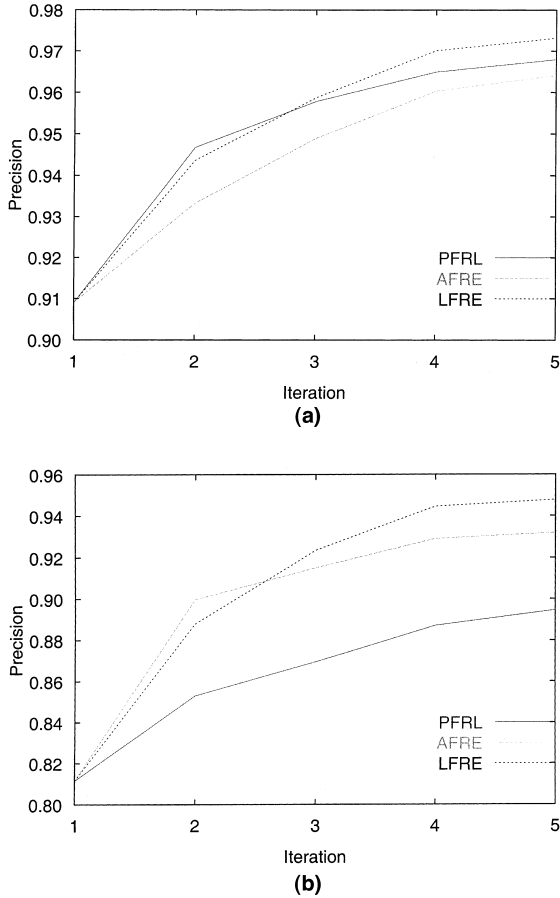 0.98
0.97
0.96
0.95
0.94
0.93
0.92
0.91
0.90
Precision
PFRL
AFRE
LFRE
1 2 3 4 5
Iteration
(a)
0.96
0.94
0.92
0.90
0.88
0.86
0.84
0.82
0.80
Precision
PFRL
AFRE
LFRE
1 2 3 4 5
Iteration
(b)